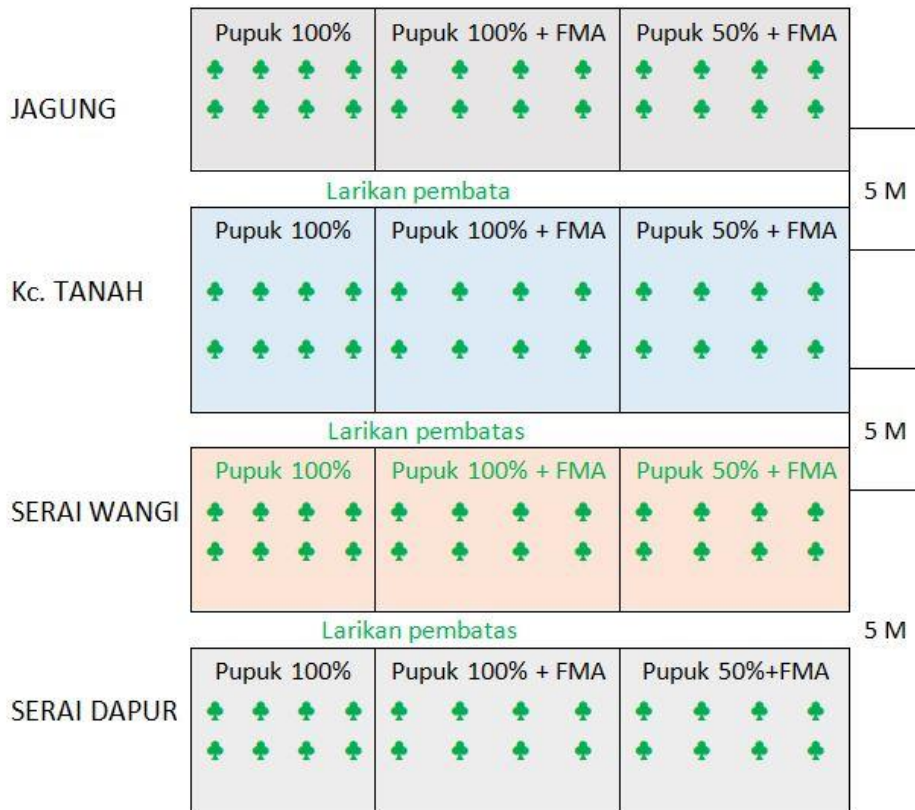 Pupuk 100% Pupuk 100% + FMA Pupuk 50% + FMA
JAGUNG
Larikan pembata 5 M
Pupuk 100% Pupuk 100% + FMA Pupuk 50% + FMA
Kc. TANAH
Larikan pembatas 5 M
Pupuk 100% Pupuk 100% + FMA Pupuk 50% + FMA
SERAI WANGI
Larikan pembatas 5 M
Pupuk 100% Pupuk 100% + FMA Pupuk 50%+FMA
SERAI DAPUR